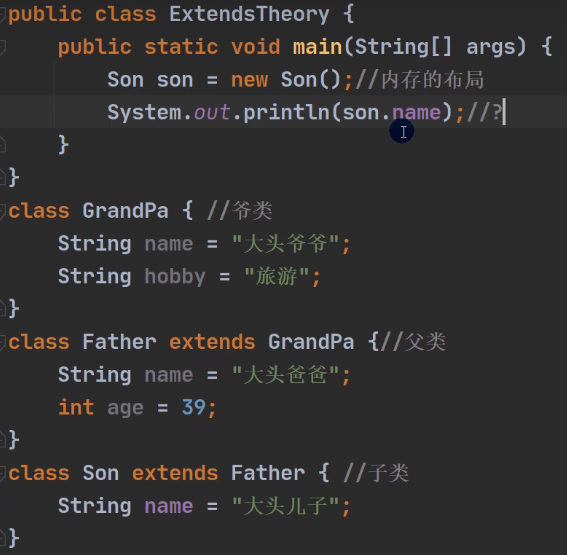 public class ExtendsTheory {
    public static void main(String[] args) {
        Son son = new Son();//内存的布局
        System.out.println(son.name);//?
    }
}
class GrandPa { //爷类
    String name = "大头爷爷";
    String hobby = "旅游";
}
class Father extends GrandPa {//父类
    String name = "大头爸爸";
    int age = 39;
}
class Son extends Father { //子类
    String name = "大头儿子";
}